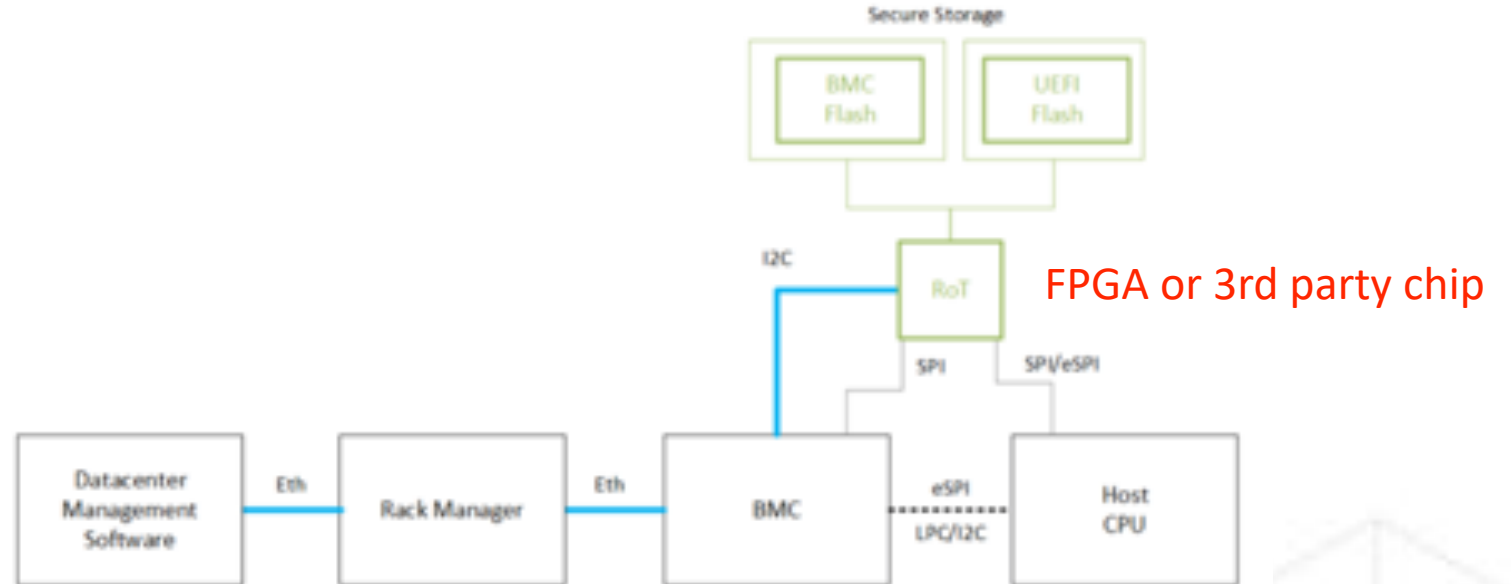 Secure Storage
BMC
Flash
UEFI
Flash
I2C
RoT
FPGA or 3rd party chip
SPI
SPI/eSPI
Datacenter
Management
Software
Eth
Rack Manager
Eth
BMC
eSPI
LPC/I2C
Host
CPU